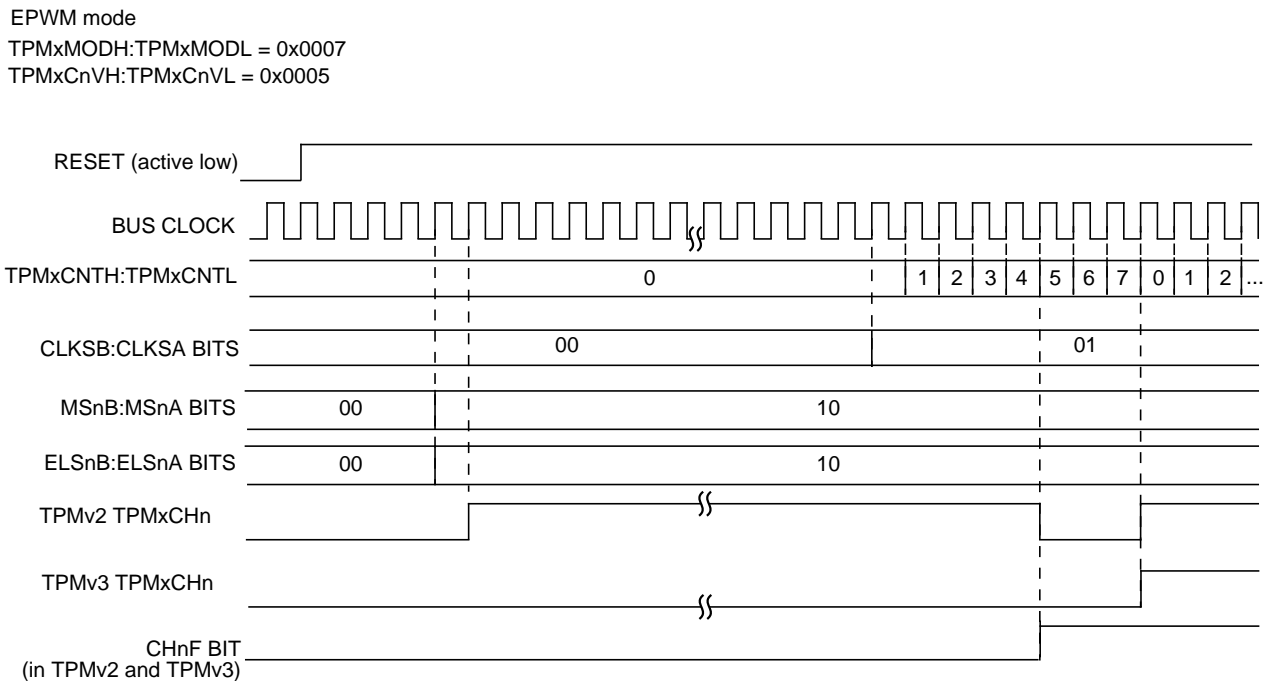 EPWM mode
TPMxMODH:TPMxMODL = 0x0007
TPMxCnVH:TPMxCnVL = 0x0005
RESET (active low)
BUS CLOCK
TPMxCNTH:TPMxCNTL 0 1 2 3 4 5 6 7 0 1 2 ...
CLKSB:CLKSA BITS 00 01
MSnB:MSnA BITS 00 10
ELSnB:ELSnA BITS 00 10
TPMv2 TPMxCHn
TPMv3 TPMxCHn
CHnF BIT
(in TPMv2 and TPMv3)